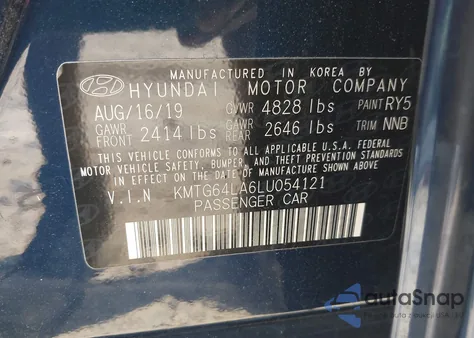 MANUFACTURED IN KOREA BY
HYUNDAI MOTOR COMPANY
AUG/16/19 GVWR 4828 lbs PAINT RY5
GAWR FRONT 2414 lbs GAWR REAR 2646 lbs TRIM NNB
THIS VEHICLE CONFORMS TO ALL APPLICABLE U.S.A FEDERAL
MOTOR VEHICLE SAFETY, BUMPER, AND THEFT PREVENTION
STANDARDS IN EFFECT ON THE DATE OF MANUFACTURE SHOWN ABOVE
V.I.N KMTG64LA6LU054121
PASSENGER CAR
autoSnap